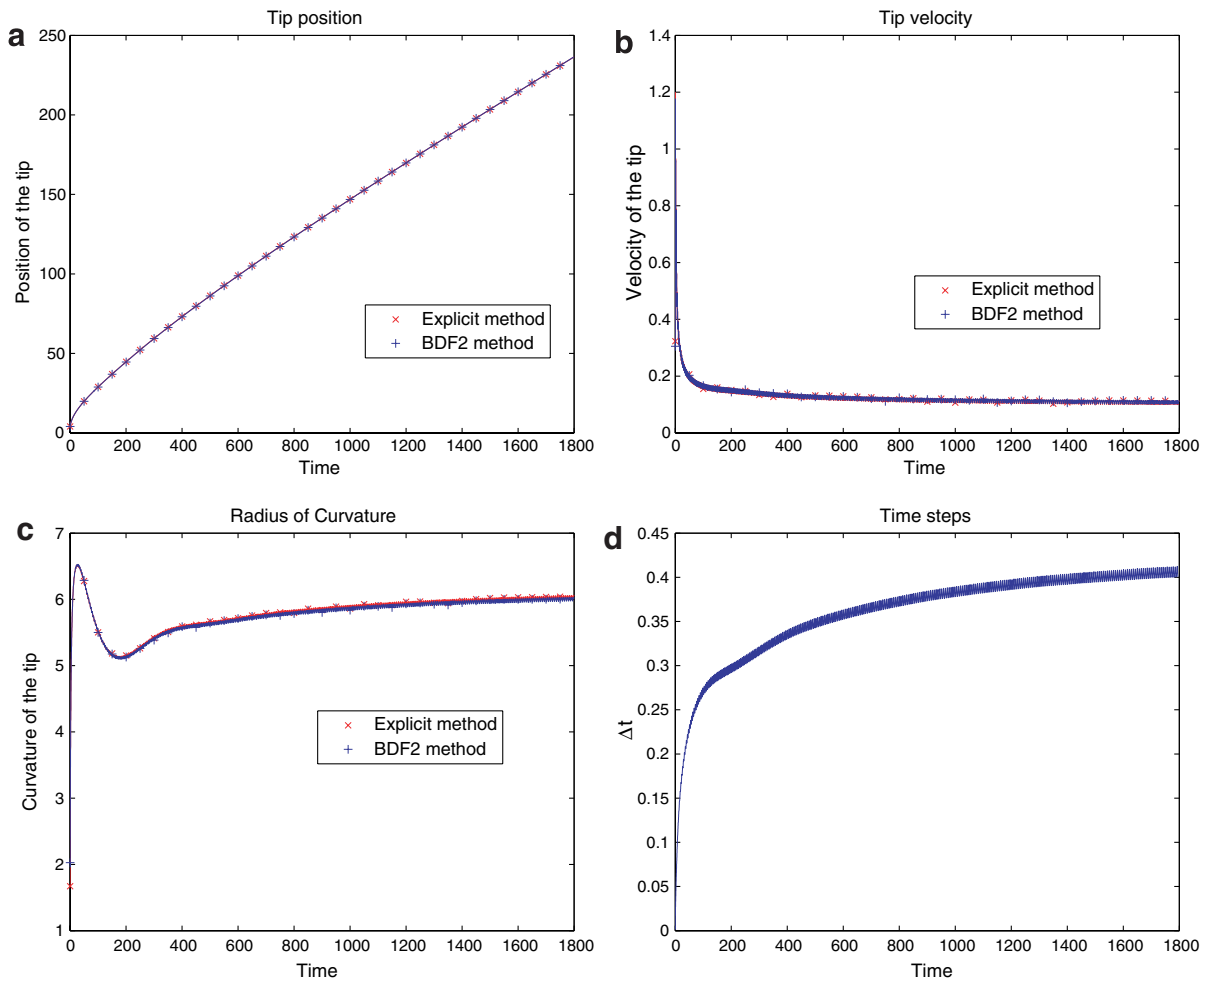 a
Tip position
250
200
150
100
50
0
Position of the tip
Explicit method
BDF2 method
0 200 400 600 800 1000 1200 1400 1600 1800
Time
b
Tip velocity
1.4
1.2
1
0.8
0.6
0.4
0.2
0
Velocity of the tip
Explicit method
BDF2 method
0 200 400 600 800 1000 1200 1400 1600 1800
Time
c
Radius of Curvature
7
6
5
4
3
2
1
Curvature of the tip
Explicit method
BDF2 method
0 200 400 600 800 1000 1200 1400 1600 1800
Time
d
Time steps
0.45
0.4
0.35
0.3
0.25
0.2
0.15
0.1
0.05
0
Δt
0 200 400 600 800 1000 1200 1400 1600 1800
Time